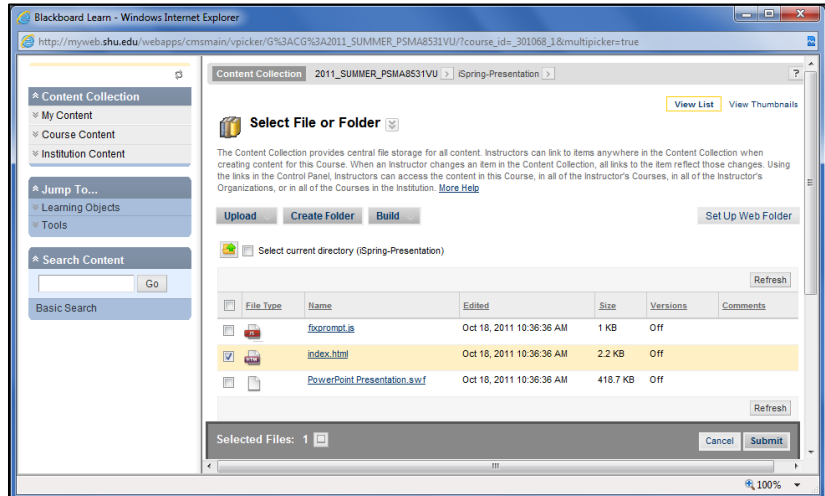 Blackboard Learn - Windows Internet Explorer
http://myweb.shu.edu/webapps/cmsmain/vpicker/G%3ACG%3A2011_SUMMER_PSMA8531VU/?course_id=_301068_1&multipicker=true
Content Collection 2011_SUMMER_PSMA8531VU > iSpring-Presentation > ?
Content Collection
My Content
Course Content
Institution Content
Jump To...
Learning Objects
Tools
Search Content
Go
Basic Search
View List View Thumbnails
Select File or Folder
The Content Collection provides central file storage for all content. Instructors can link to items anywhere in the Content Collection when
creating content for this Course. When an Instructor changes an item in the Content Collection, all links to the item reflect those changes. Using
the links in the Control Panel, Instructors can access the content in this Course, in all of the Instructor's Courses, in all of the Instructor's
Organizations, or in all of the Courses in the Institution. More Help
Upload Create Folder Build Set Up Web Folder
Select current directory (iSpring-Presentation)
Refresh
File Type Name Edited Size Versions Comments
JS fixprompt.js Oct 18, 2011 10:36:36 AM 1 KB Off
HTM index.html Oct 18, 2011 10:36:36 AM 2.2 KB Off
PowerPoint Presentation.swf Oct 18, 2011 10:36:36 AM 418.7 KB Off
Refresh
Selected Files: 1 Cancel Submit
100%